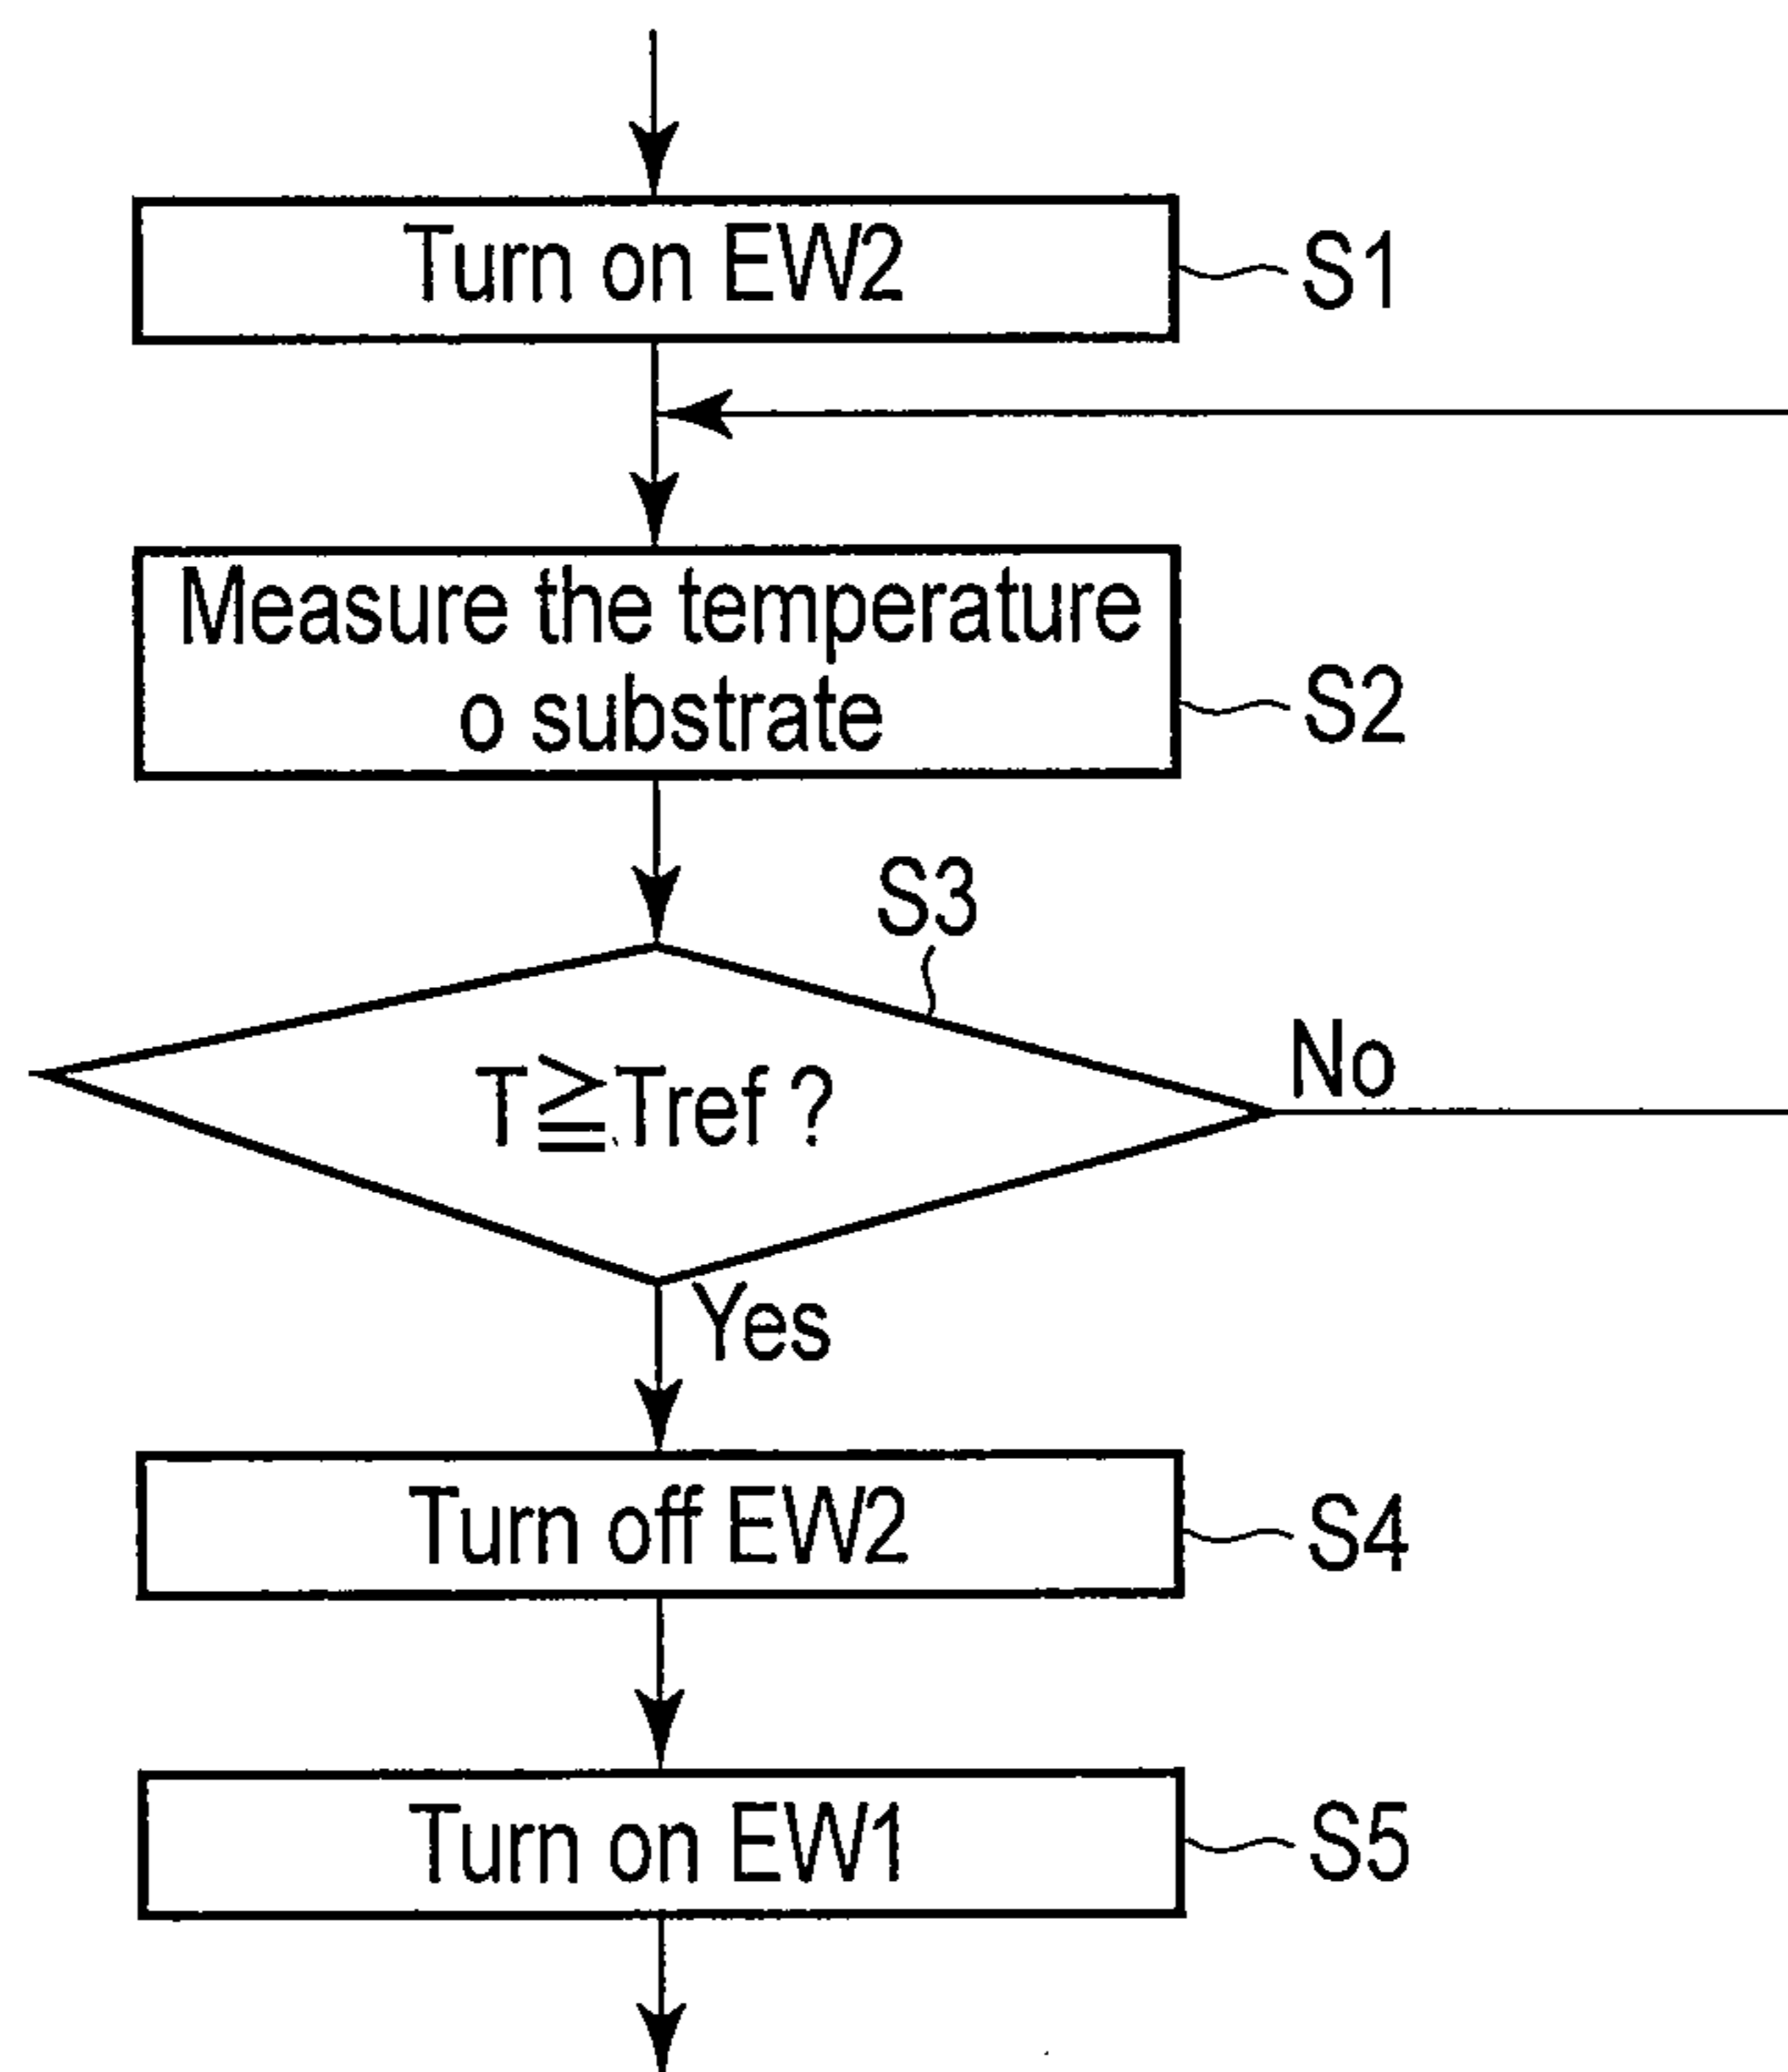 Turn on EW2
S1
Measure the temperature
o substrate
S2
S3
T≧Tref ?
No
Yes
Turn off EW2
S4
Turn on EW1
S5